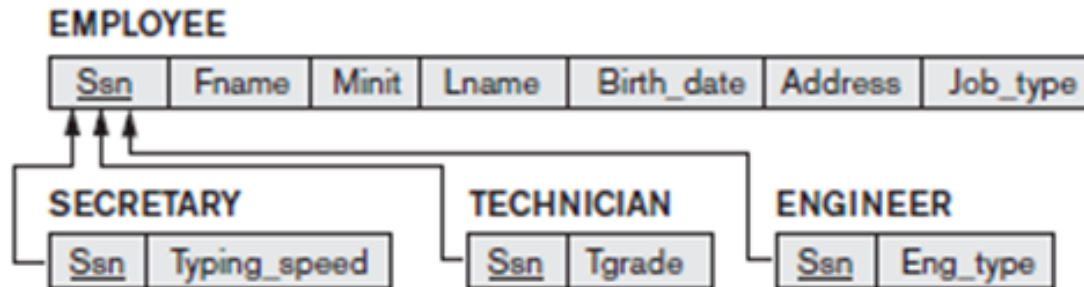 EMPLOYEE
Ssn Fname Minit Lname Birth_date Address Job_type
SECRETARY TECHNICIAN ENGINEER
Ssn Typing_speed Ssn Tgrade Ssn Eng_type